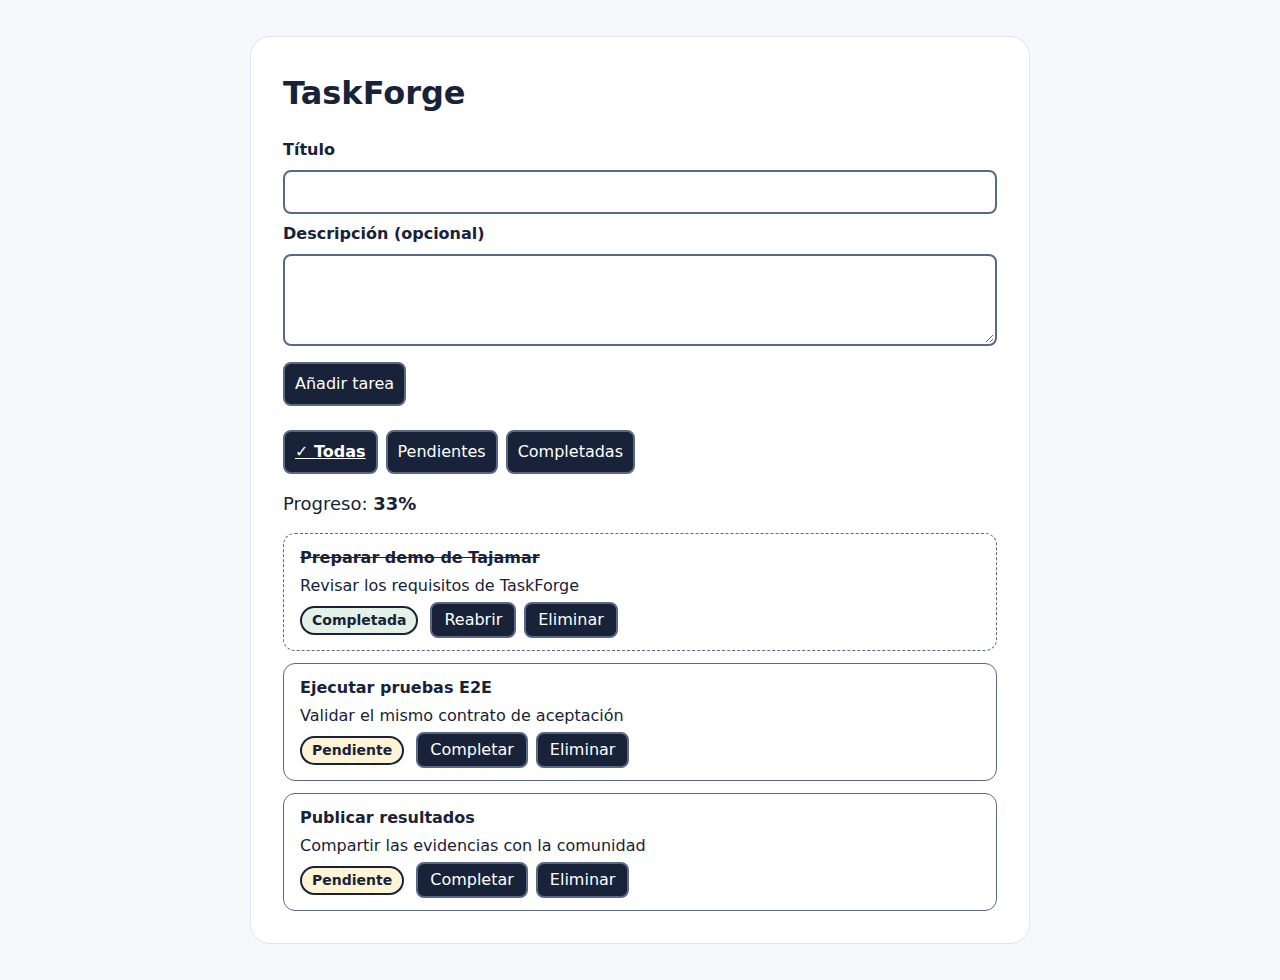 TaskForge
Título
Descripción (opcional)
Añadir tarea
✓ Todas Pendientes Completadas
Progreso: 33%
Preparar demo de Tajamar
Revisar los requisitos de TaskForge
Completada Reabrir Eliminar
Ejecutar pruebas E2E
Validar el mismo contrato de aceptación
Pendiente Completar Eliminar
Publicar resultados
Compartir las evidencias con la comunidad
Pendiente Completar Eliminar